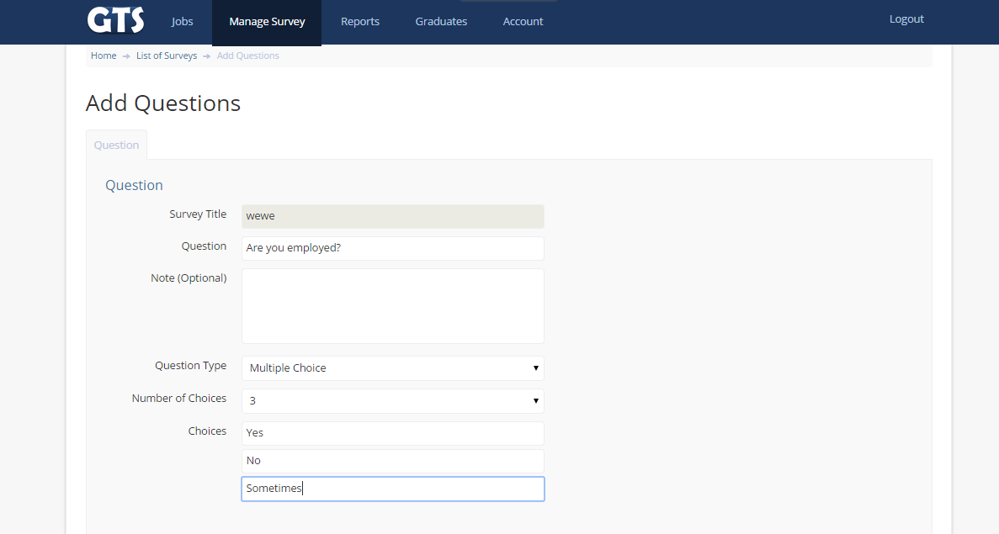 GTS Jobs Manage Survey Reports Graduates Account Logout
Home List of Surveys Add Questions
Add Questions
Question
Question
Survey Title wewe
Question Are you employed?
Note (Optional)
Question Type Multiple Choice
Number of Choices 3
Choices Yes
No
Sometimes